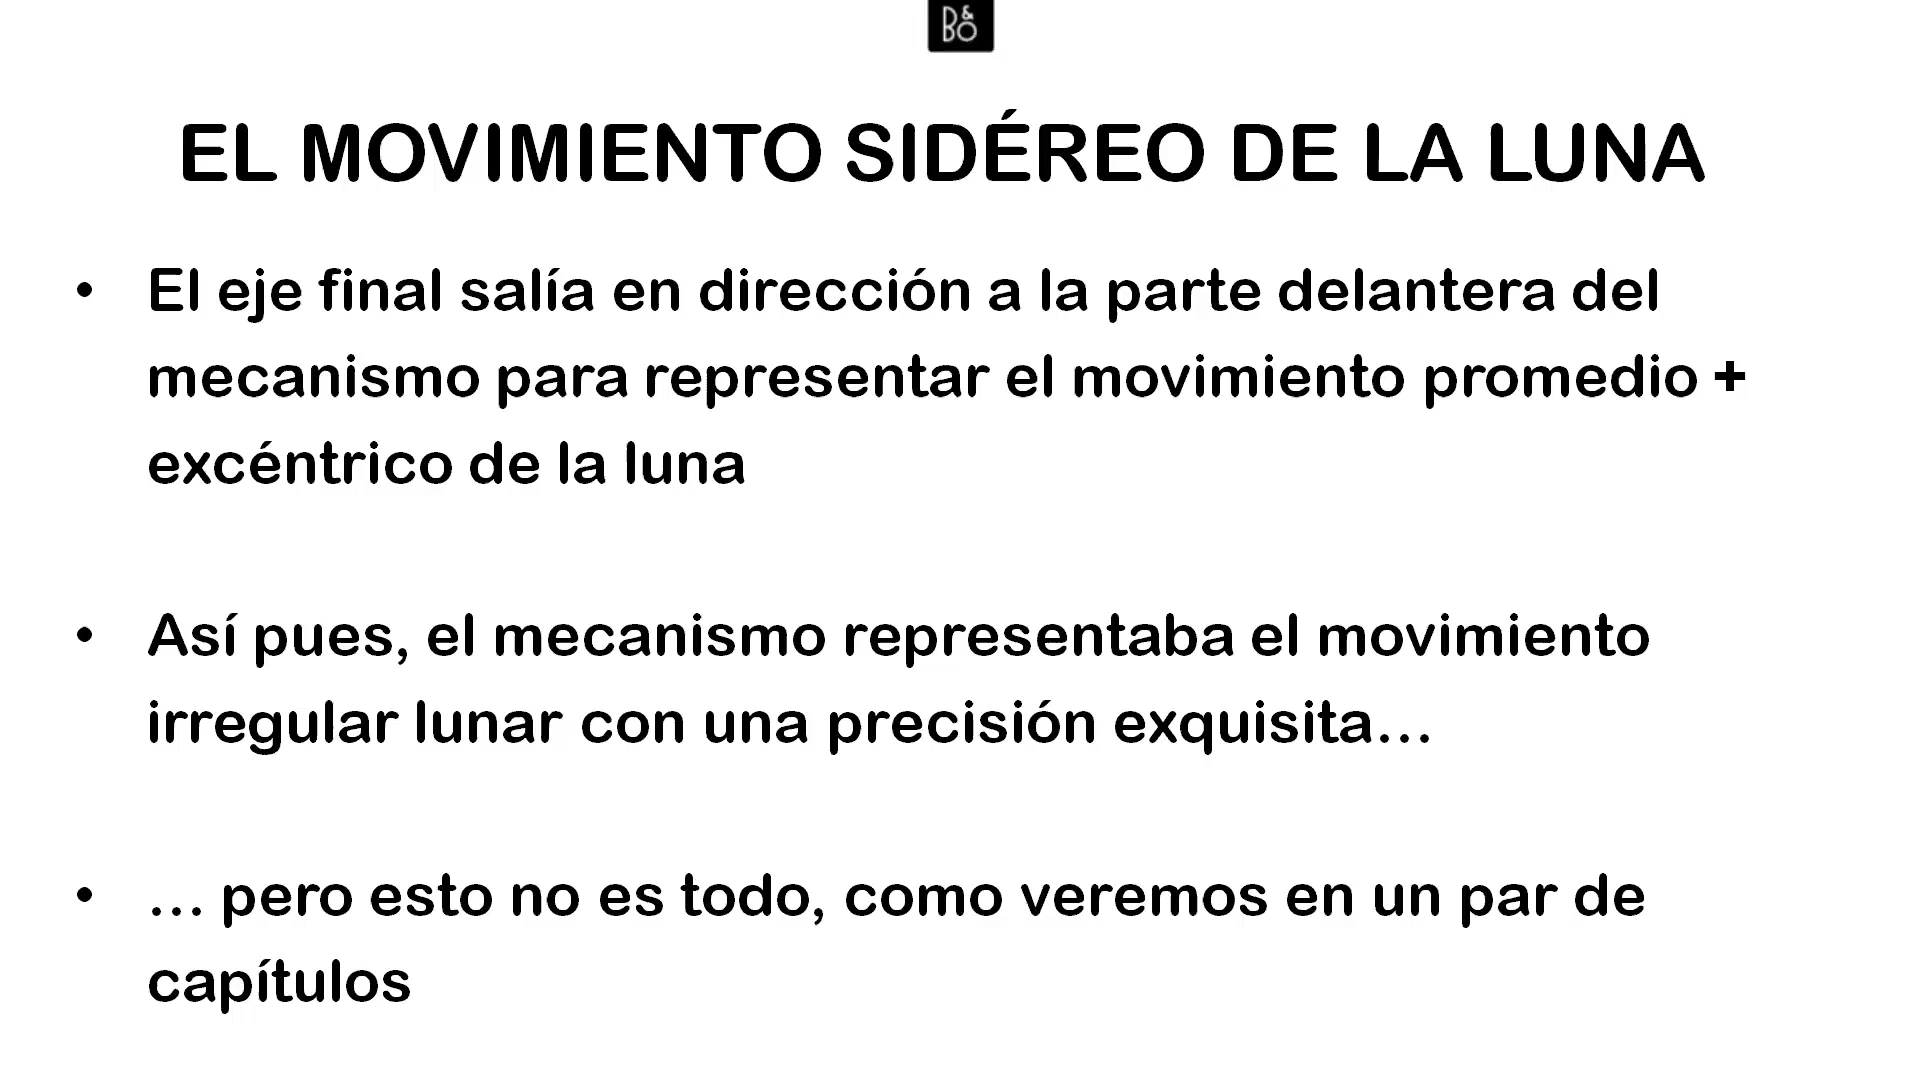 B&O
EL MOVIMIENTO SIDÉREO DE LA LUNA
• El eje final salía en dirección a la parte delantera del
mecanismo para representar el movimiento promedio +
excéntrico de la luna
• Así pues, el mecanismo representaba el movimiento
irregular lunar con una precisión exquisita…
• … pero esto no es todo, como veremos en un par de
capítulos